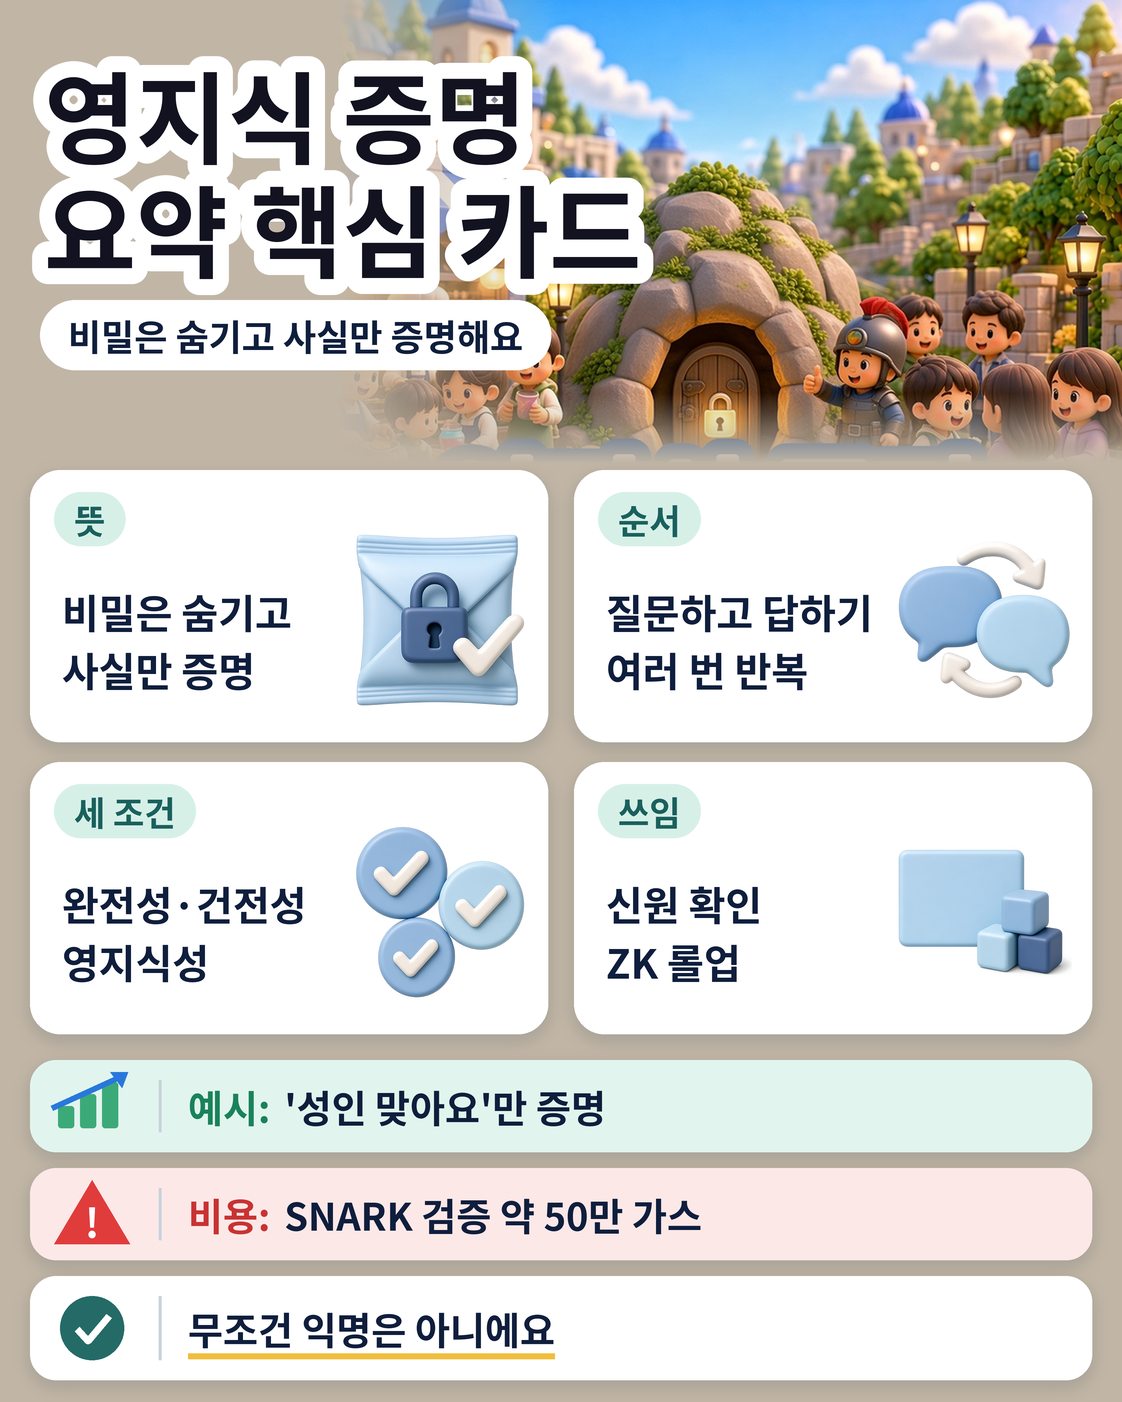 영지식 증명
요약 핵심 카드
비밀은 숨기고 사실만 증명해요
뜻
비밀은 숨기고
사실만 증명
순서
질문하고 답하기
여러 번 반복
세 조건
완전성·건전성
영지식성
쓰임
신원 확인
ZK 롤업
예시: '성인 맞아요'만 증명
비용: SNARK 검증 약 50만 가스
무조건 익명은 아니에요